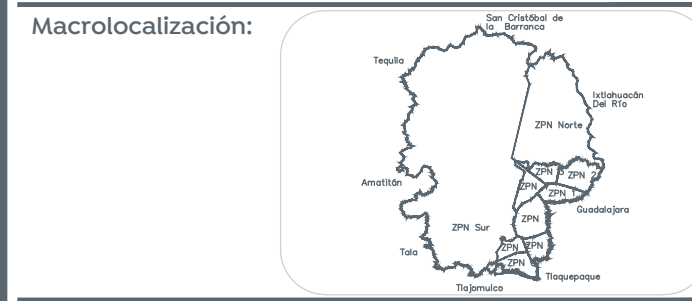 Macrolocalización:
San Cristóbal de
la Barranca
Tequila
Ixtlahuacán
Del Río
ZPN Norte
ZPN 3
ZPN 2
Amatitán
ZPN
ZPN 1
Guadalajara
ZPN
ZPN Sur
ZPN
ZPN
Tala
ZPN
Tlaquepaque
Tlajomulco